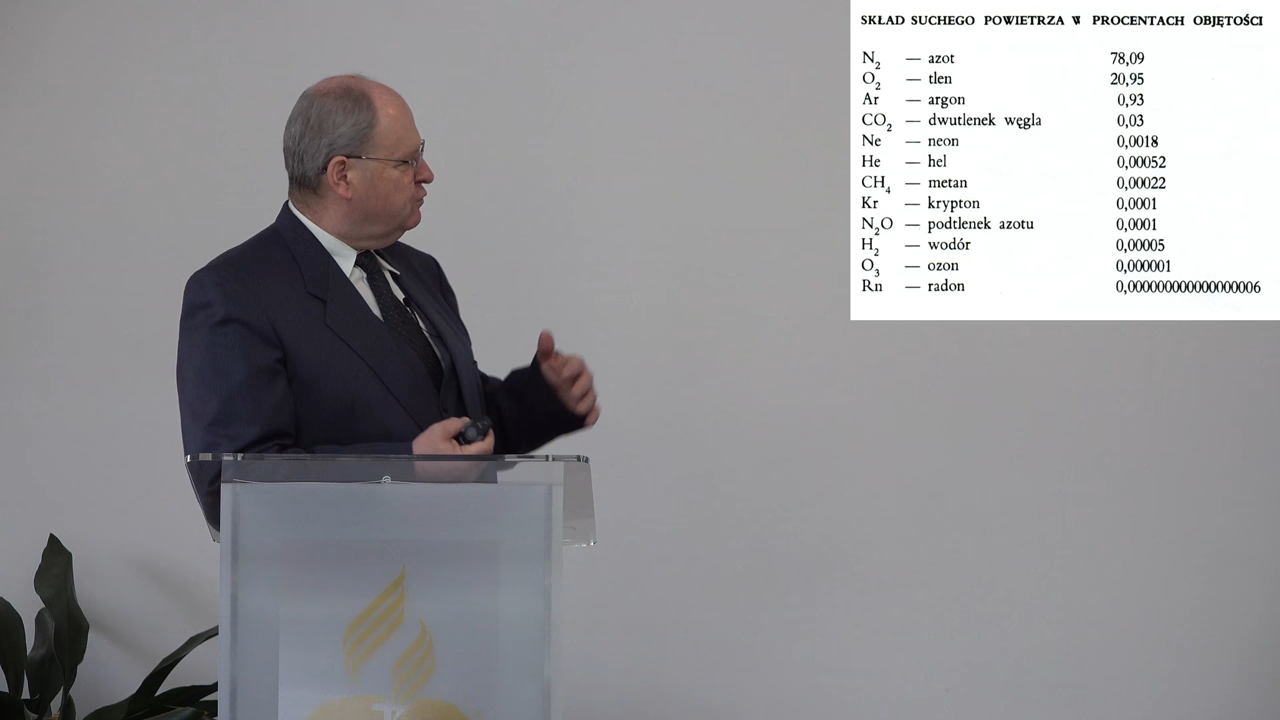 SKŁAD SUCHEGO POWIETRZA W PROCENTACH OBJĘTOŚCI
N₂ — azot 78,09
O₂ — tlen 20,95
Ar — argon 0,93
CO₂ — dwutlenek węgla 0,03
Ne — neon 0,0018
He — hel 0,00052
CH₄ — metan 0,00022
Kr — krypton 0,0001
N₂O — podtlenek azotu 0,0001
H₂ — wodór 0,00005
O₃ — ozon 0,000001
Rn — radon 0,000000000000000006